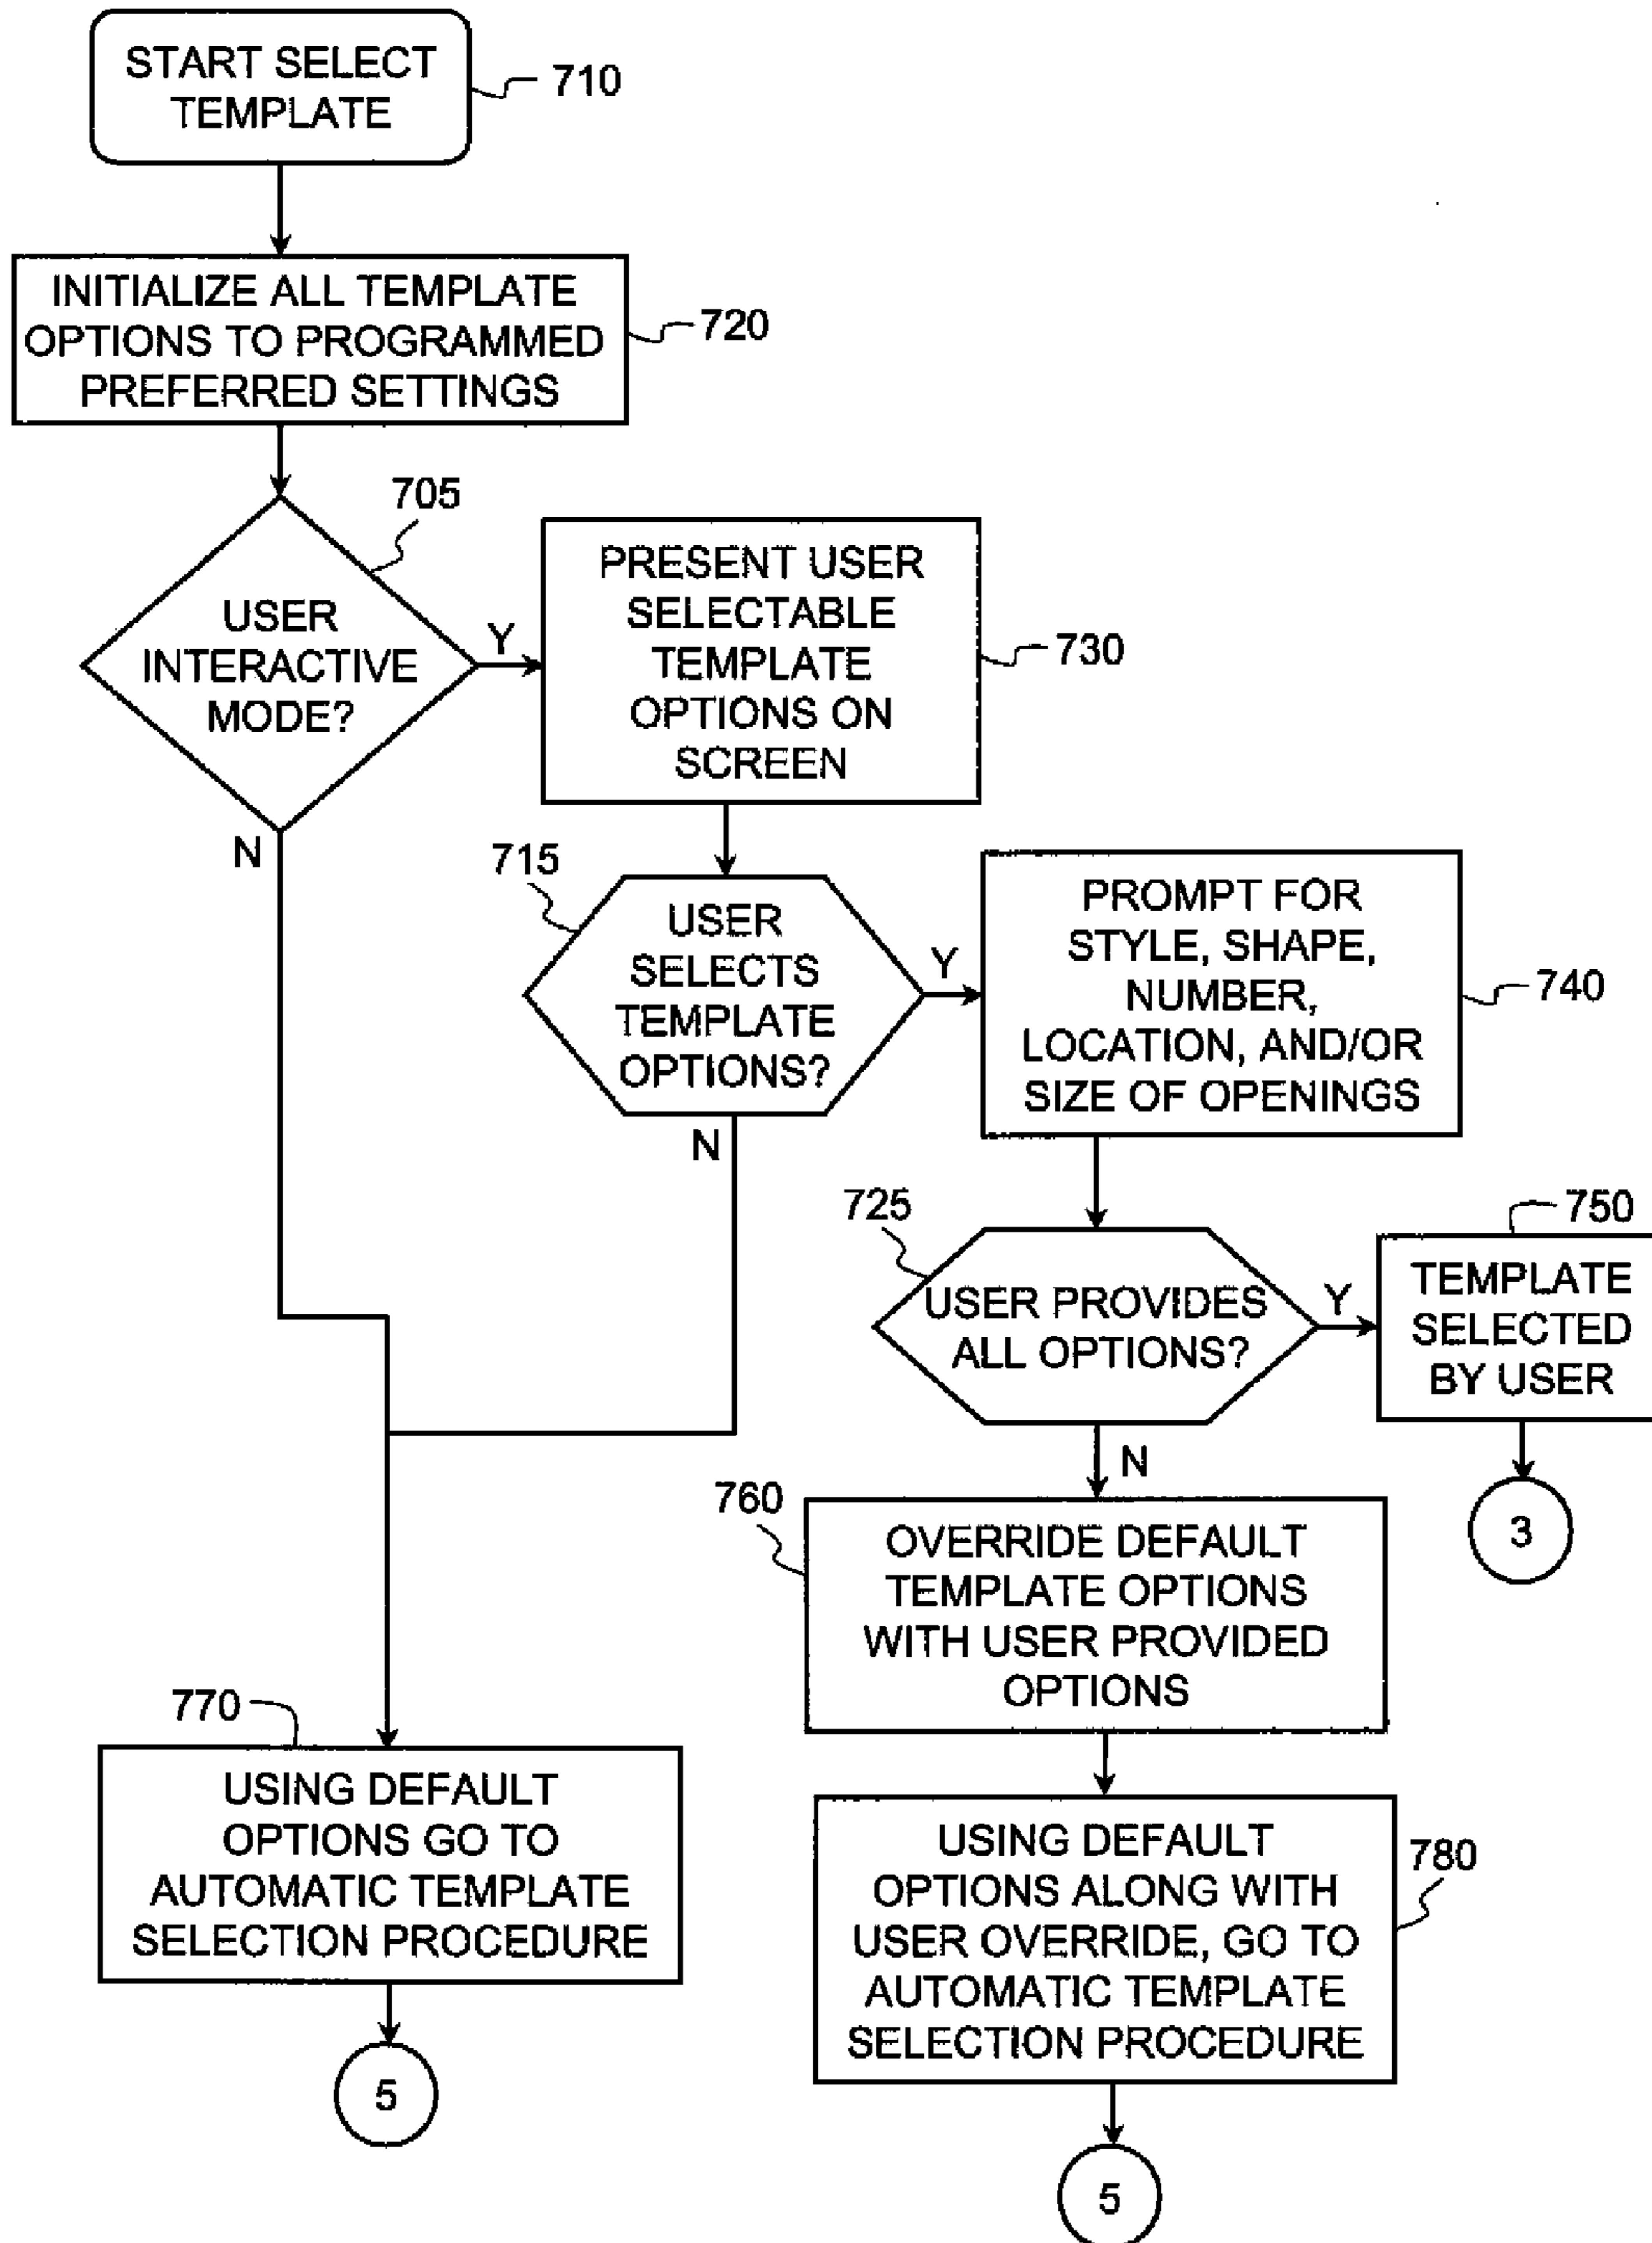 START SELECT
TEMPLATE
710
INITIALIZE ALL TEMPLATE
OPTIONS TO PROGRAMMED
PREFERRED SETTINGS
720
705
USER
INTERACTIVE
MODE?
Y
N
PRESENT USER
SELECTABLE
TEMPLATE
OPTIONS ON
SCREEN
730
715
USER
SELECTS
TEMPLATE
OPTIONS?
Y
N
PROMPT FOR
STYLE, SHAPE,
NUMBER,
LOCATION, AND/OR
SIZE OF OPENINGS
740
725
USER PROVIDES
ALL OPTIONS?
Y
N
750
TEMPLATE
SELECTED
BY USER
3
760
OVERRIDE DEFAULT
TEMPLATE OPTIONS
WITH USER PROVIDED
OPTIONS
770
USING DEFAULT
OPTIONS GO TO
AUTOMATIC TEMPLATE
SELECTION PROCEDURE
5
780
USING DEFAULT
OPTIONS ALONG WITH
USER OVERRIDE, GO TO
AUTOMATIC TEMPLATE
SELECTION PROCEDURE
5